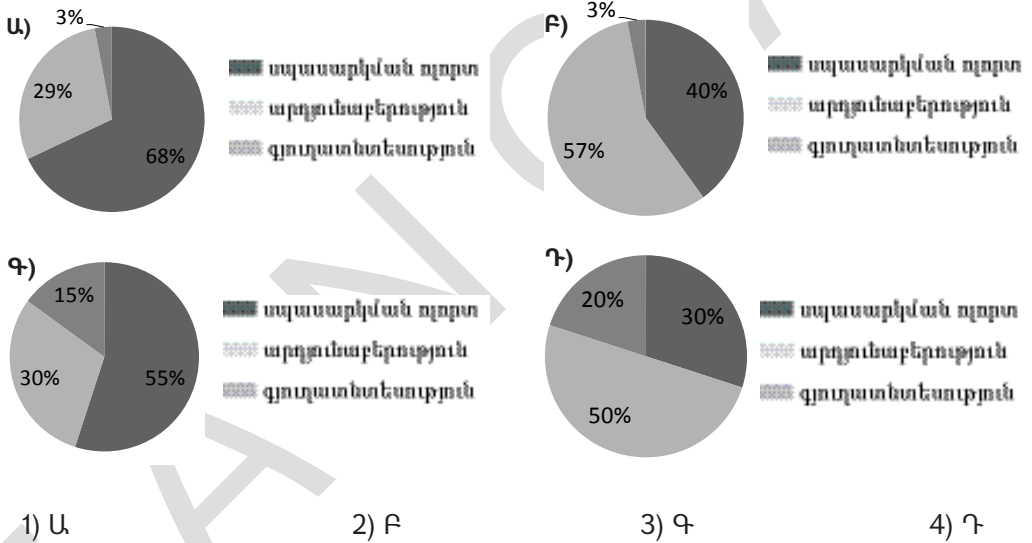 Ա)
3%
29%
68%
սպասարկման ոլորտ
արդյունաբերություն
գյուղատնտեսություն
Բ)
3%
40%
57%
սպասարկման ոլորտ
արդյունաբերություն
գյուղատնտեսություն
Գ)
15%
30%
55%
սպասարկման ոլորտ
արդյունաբերություն
գյուղատնտեսություն
Դ)
20%
30%
50%
սպասարկման ոլորտ
արդյունաբերություն
գյուղատնտեսություն
1) Ա 2) Բ 3) Գ 4) Դ